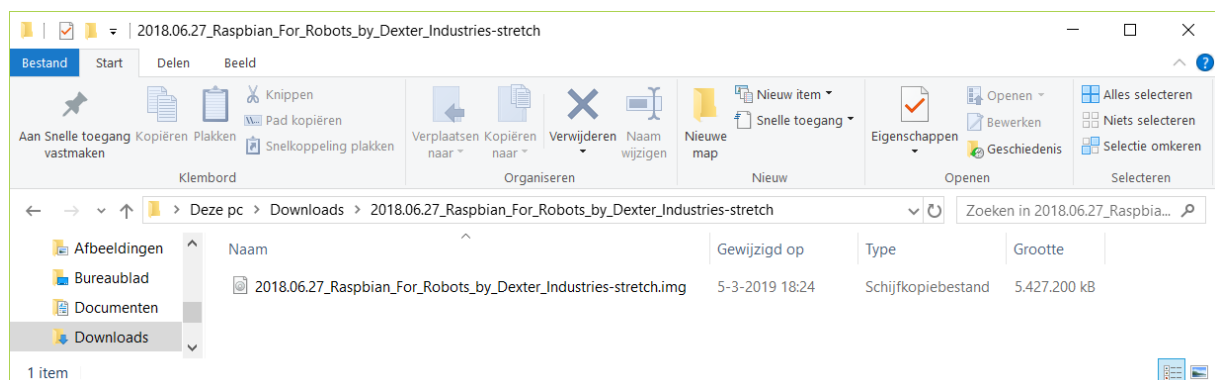 2018.06.27_Raspbian_For_Robots_by_Dexter_Industries-stretch
Bestand Start Delen Beeld
Aan Snelle toegang vastmaken
Kopiëren
Plakken
Knippen
Pad kopiëren
Snelkoppeling plakken
Klembord
Verplaatsen naar
Kopiëren naar
Verwijderen
Naam wijzigen
Organiseren
Nieuwe map
Nieuw item
Snelle toegang
Nieuw
Eigenschappen
Openen
Bewerken
Geschiedenis
Openen
Alles selecteren
Niets selecteren
Selectie omkeren
Selecteren
Deze pc > Downloads > 2018.06.27_Raspbian_For_Robots_by_Dexter_Industries-stretch
Zoeken in 2018.06.27_Raspbia...
Afbeeldingen
Bureaublad
Documenten
Downloads
Naam Gewijzigd op Type Grootte
2018.06.27_Raspbian_For_Robots_by_Dexter_Industries-stretch.img 5-3-2019 18:24 Schijfkopiebestand 5.427.200 kB
1 item